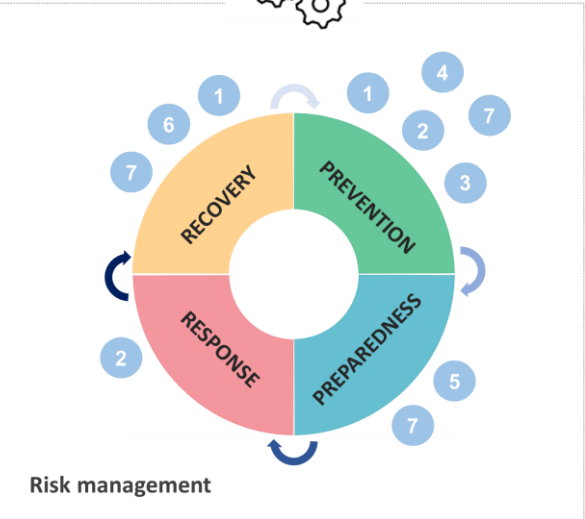 4
1
1
7
6
2
7
3
RECOVERY
PREVENTION
RESPONSE
PREPAREDNESS
2
5
7
Risk management